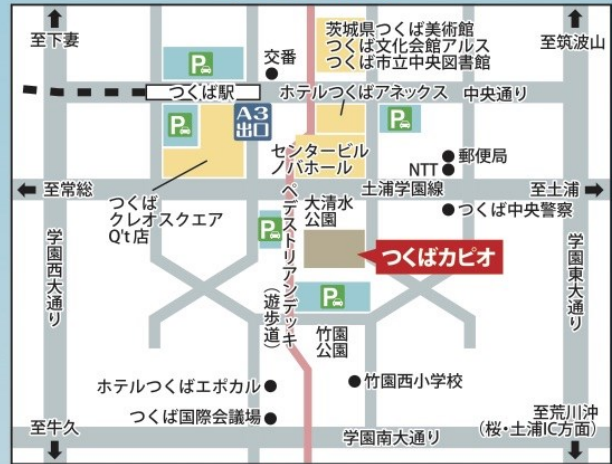 至下妻
交番
茨城県つくば美術館
つくば文化会館アルス
つくば市立中央図書館
至筑波山
つくば駅
ホテルつくばアネックス
中央通り
A3
出口
センタービル
ノバホール
郵便局
NTT
至常総
土浦学園線
至土浦
つくば
クレオスクエア
Q't店
大清水
公園
つくば中央警察
つくばカピオ
学園西大通り
ペデストリアンデッキ
(遊歩道)
学園東大通り
竹園
公園
ホテルつくばエポカル
竹園西小学校
つくば国際会議場
至牛久
学園南大通り
至荒川沖
(桜・土浦IC方面)
P
P
P
P
P